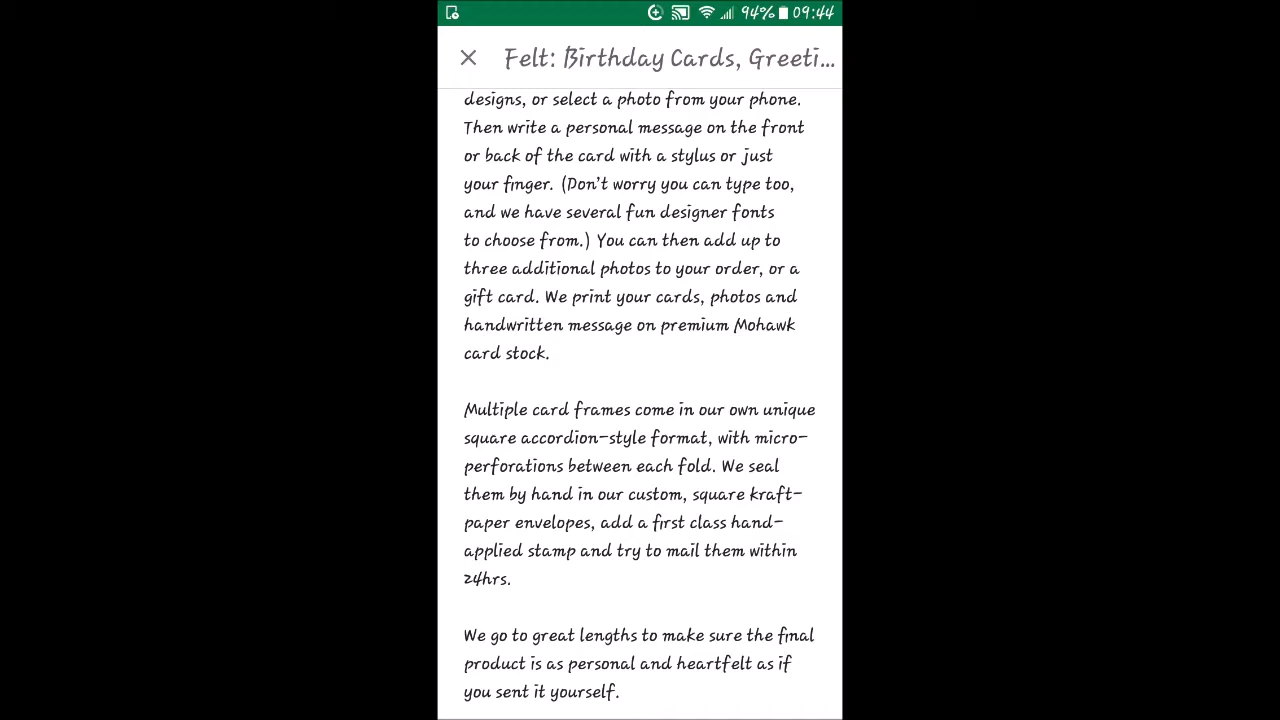 94% 09:44
Felt: Birthday Cards, Greeti...
designs, or select a photo from your phone.
Then write a personal message on the front
or back of the card with a stylus or just
your finger. (Don't worry you can type too,
and we have several fun designer fonts
to choose from.) You can then add up to
three additional photos to your order, or a
gift card. We print your cards, photos and
handwritten message on premium Mohawk
card stock.
Multiple card frames come in our own unique
square accordion-style format, with micro-
perforations between each fold. We seal
them by hand in our custom, square kraft-
paper envelopes, add a first class hand-
applied stamp and try to mail them within
24hrs.
We go to great lengths to make sure the final
product is as personal and heartfelt as if
you sent it yourself.